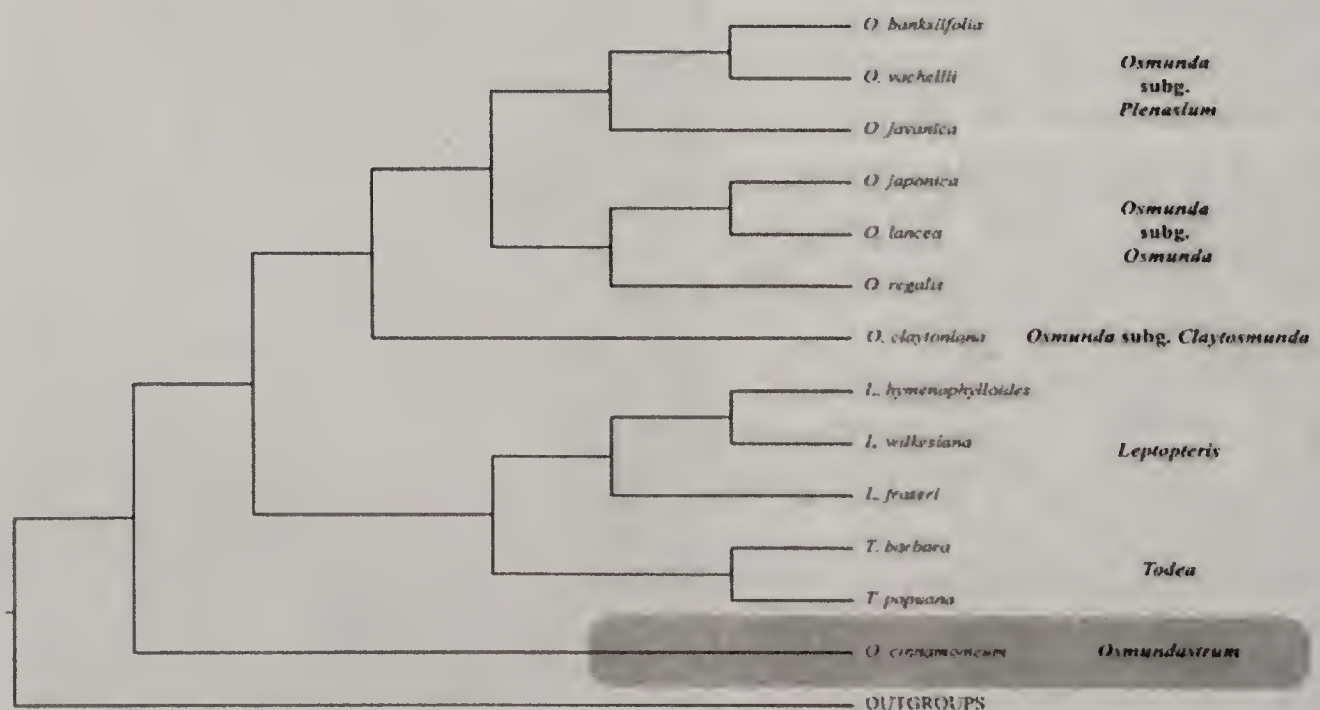 O. banksiifolia
O. vachellii
O. javanica
Osmunda
subg.
Plenasium
O. japonica
O. lancea
O. regalis
Osmunda
subg.
Osmunda
O. claytoniana Osmunda subg. Claytosmunda
L. hymenophylloides
L. wilkesiana
L. fraseri
Leptopteris
T. barbara
T. papuana
Todea
O. cinnamomeum Osmundastrum
OUTGROUPS